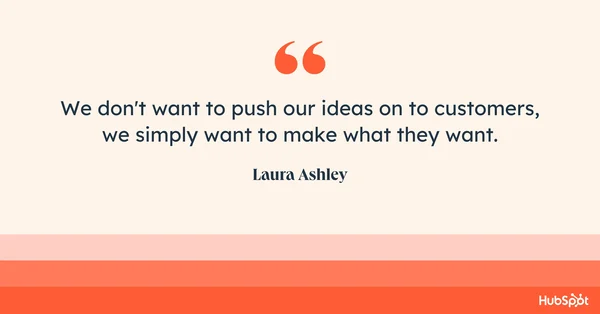 We don't want to push our ideas on to customers,
we simply want to make what they want.
Laura Ashley
HubSpot